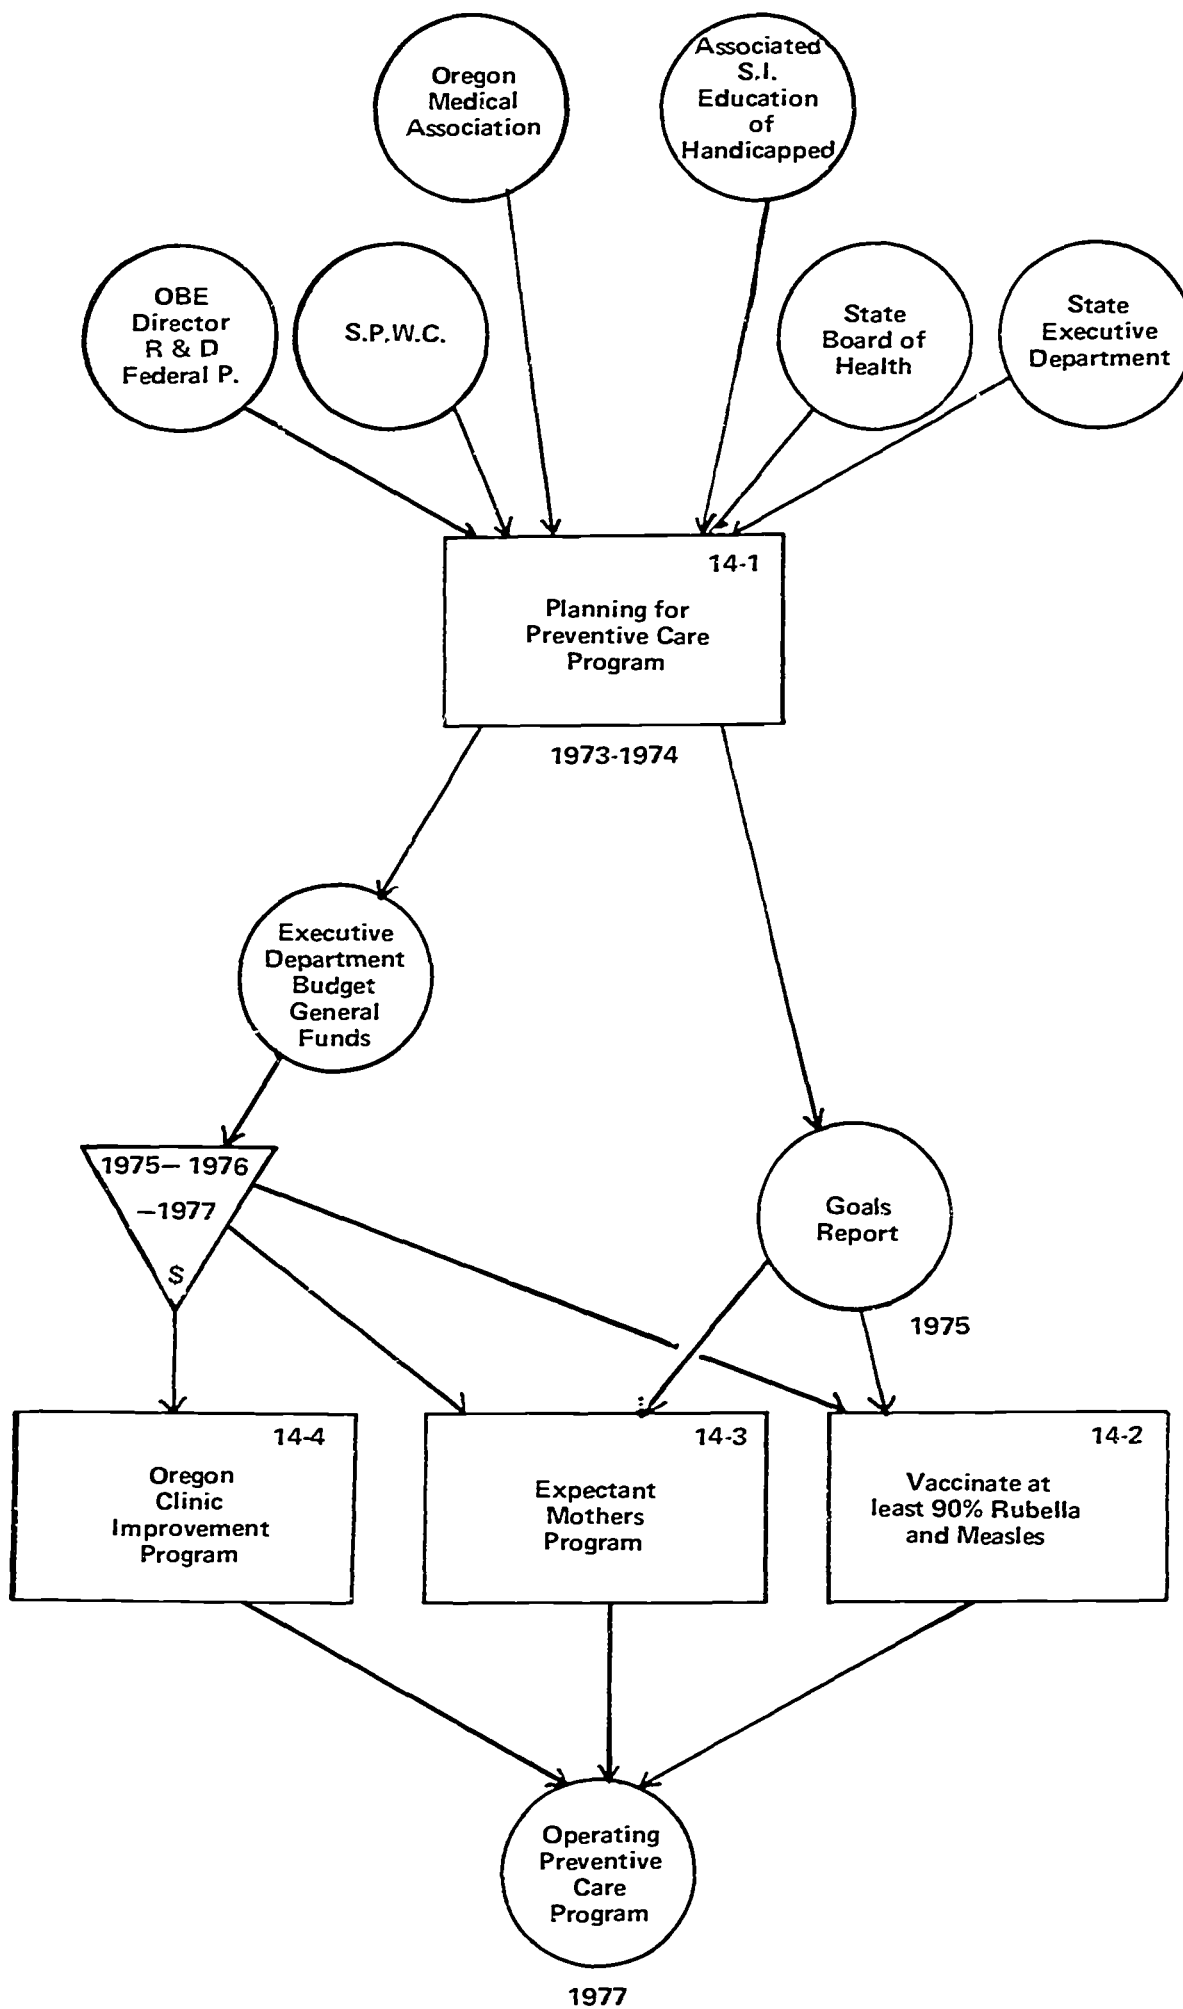 Oregon
Medical
Association
Associated
S.I.
Education
of
Handicapped
OBE
Director
R & D
Federal P.
S.P.W.C.
State
Board of
Health
State
Executive
Department
14-1
Planning for
Preventive Care
Program
1973-1974
Executive
Department
Budget
General
Funds
1975— 1976
—1977
$
Goals
Report
1975
14-4
Oregon
Clinic
Improvement
Program
14-3
Expectant
Mothers
Program
14-2
Vaccinate at
least 90% Rubella
and Measles
Operating
Preventive
Care
Program
1977